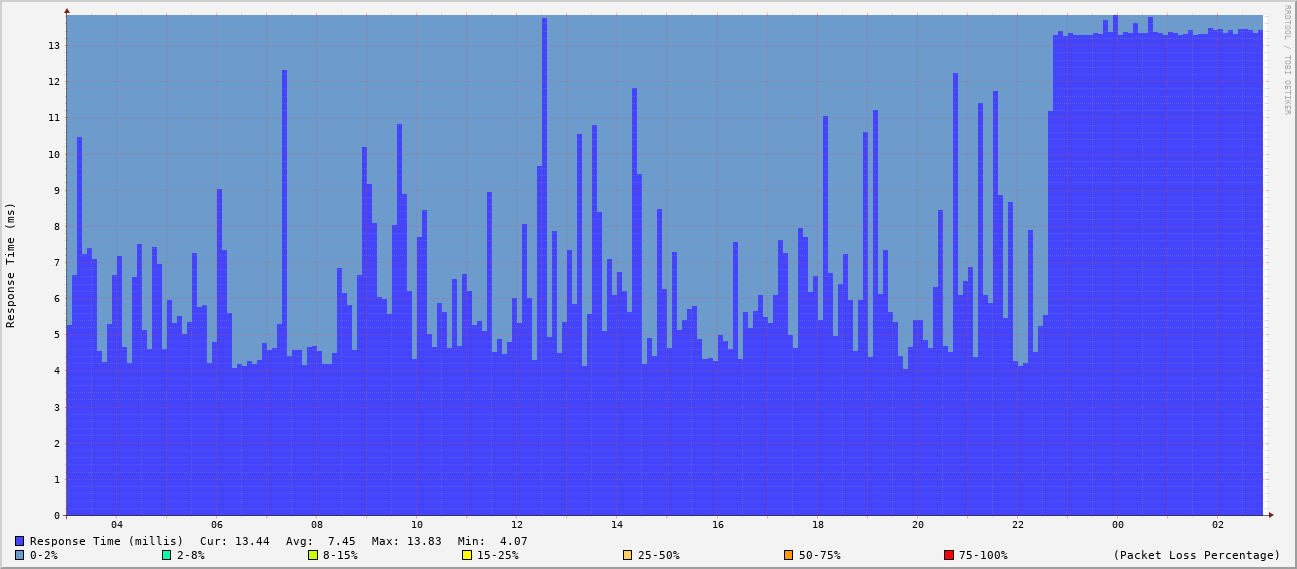 RRDTOOL / TOBI OETIKER
Response Time (ms)
13
12
11
10
9
8
7
6
5
4
3
2
1
0
04 06 08 10 12 14 16 18 20 22 00 02
Response Time (millis) Cur: 13.44 Avg: 7.45 Max: 13.83 Min: 4.07
0-2% 2-8% 8-15% 15-25% 25-50% 50-75% 75-100% (Packet Loss Percentage)